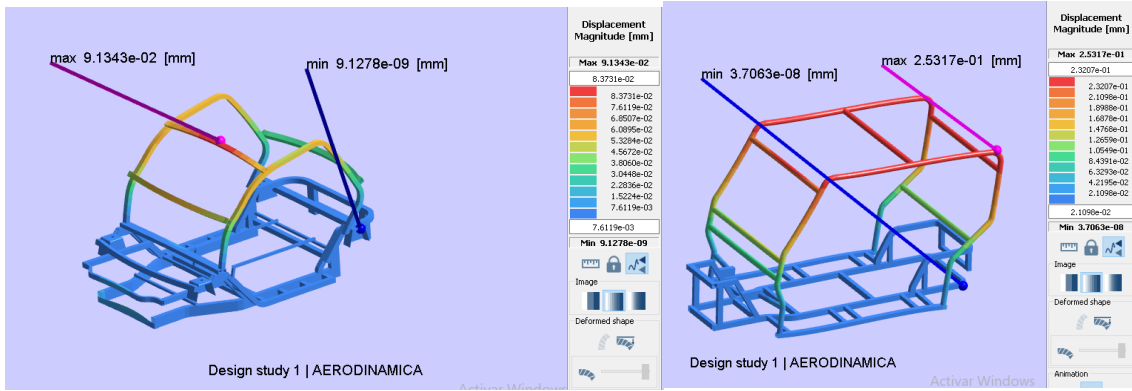 Displacement
Magnitude [mm]
Max 9.1343e-02
8.3731e-02
8.3731e-02
7.6119e-02
6.8507e-02
6.0895e-02
5.3284e-02
4.5672e-02
3.8060e-02
3.0448e-02
2.2836e-02
1.5224e-02
7.6119e-03
7.6119e-03
Min 9.1278e-09
Image
Deformed shape
max 9.1343e-02 [mm]
min 9.1278e-09 [mm]
Design study 1 | AERODINAMICA
Activar Windows
Displacement
Magnitude [mm]
Max 2.5317e-01
2.3207e-01
2.3207e-01
2.1098e-01
1.8988e-01
1.6878e-01
1.4768e-01
1.2659e-01
1.0549e-01
8.4391e-02
6.3293e-02
4.2195e-02
2.1098e-02
2.1098e-02
Min 3.7063e-08
Image
Deformed shape
Animation
min 3.7063e-08 [mm]
max 2.5317e-01 [mm]
Design study 1 | AERODINAMICA
Activar Windows